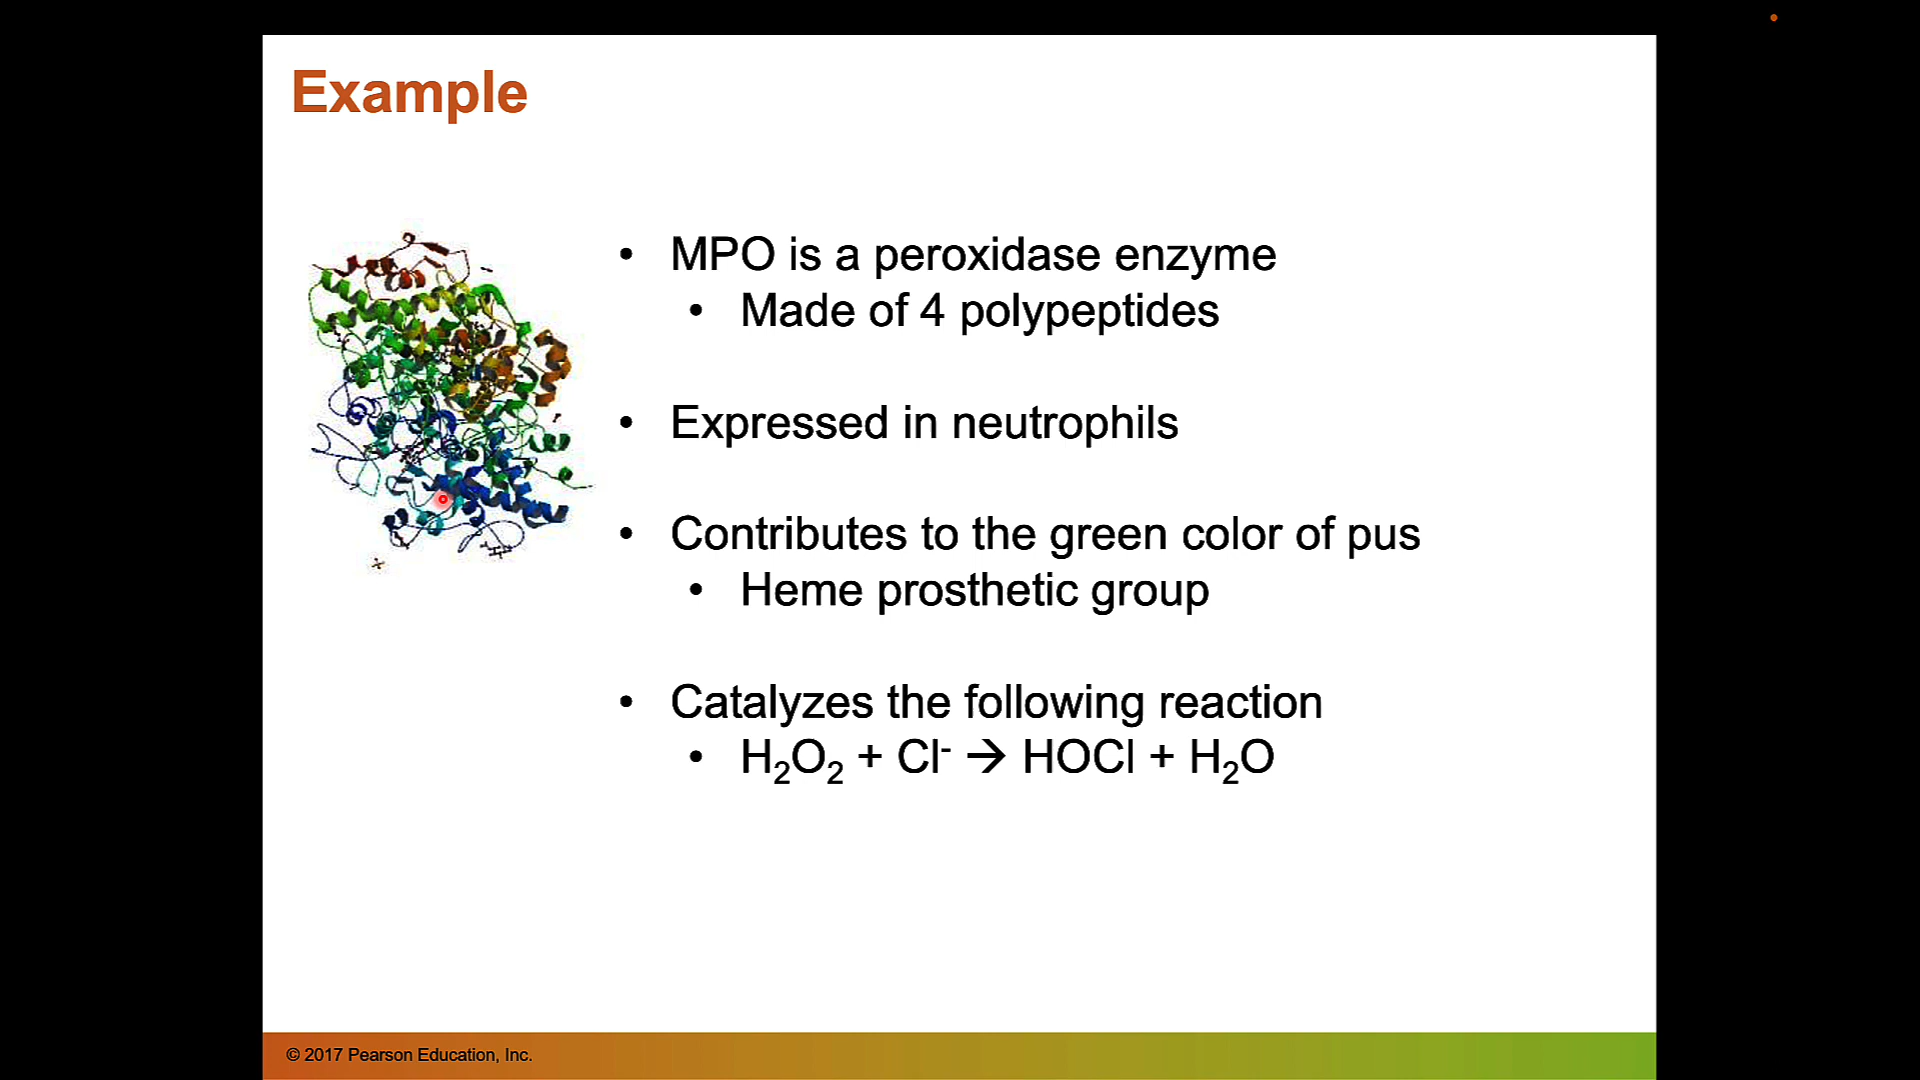 Example
• MPO is a peroxidase enzyme
• Made of 4 polypeptides
• Expressed in neutrophils
• Contributes to the green color of pus
• Heme prosthetic group
• Catalyzes the following reaction
• H₂O₂ + Cl⁻ → HOCl + H₂O
© 2017 Pearson Education, Inc.